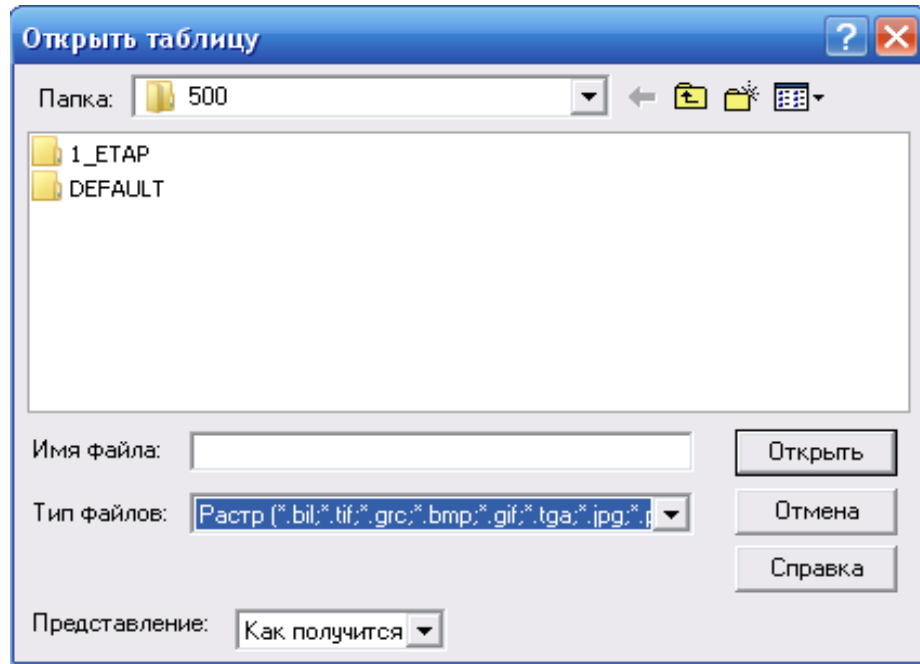 Открыть таблицу
Папка: 500
1_ETAP
DEFAULT
Имя файла: Открыть
Тип файлов: Растр (*.bil;*.tif;*.grc;*.bmp;*.gif;*.tga;*.jpg;*.p Отмена
Справка
Представление: Как получится